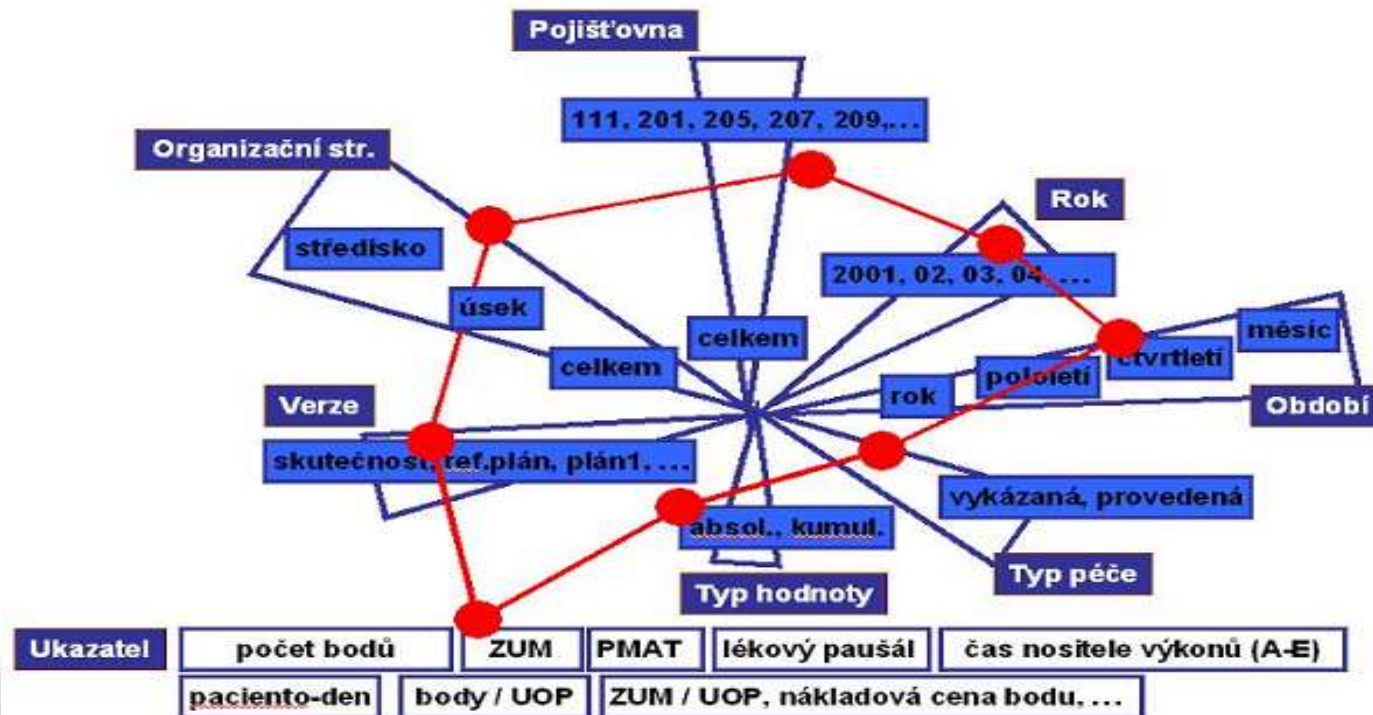 Pojišťovna
111, 201, 205, 207, 209,...
Organizační str.
Rok
středisko
2001, 02, 03, 04, ...
úsek
celkem
měsíc
čtvrtletí
celkem
pololetí
rok
Verze
Období
skutečnost, ref.plán, plán1, ...
vykázaná, provedená
absol., kumul.
Typ péče
Typ hodnoty
Ukazatel počet bodů ZUM PMAT lékový paušál čas nositele výkonů (A-E)
paciento-den body / UOP ZUM / UOP, nákladová cena bodu, ...